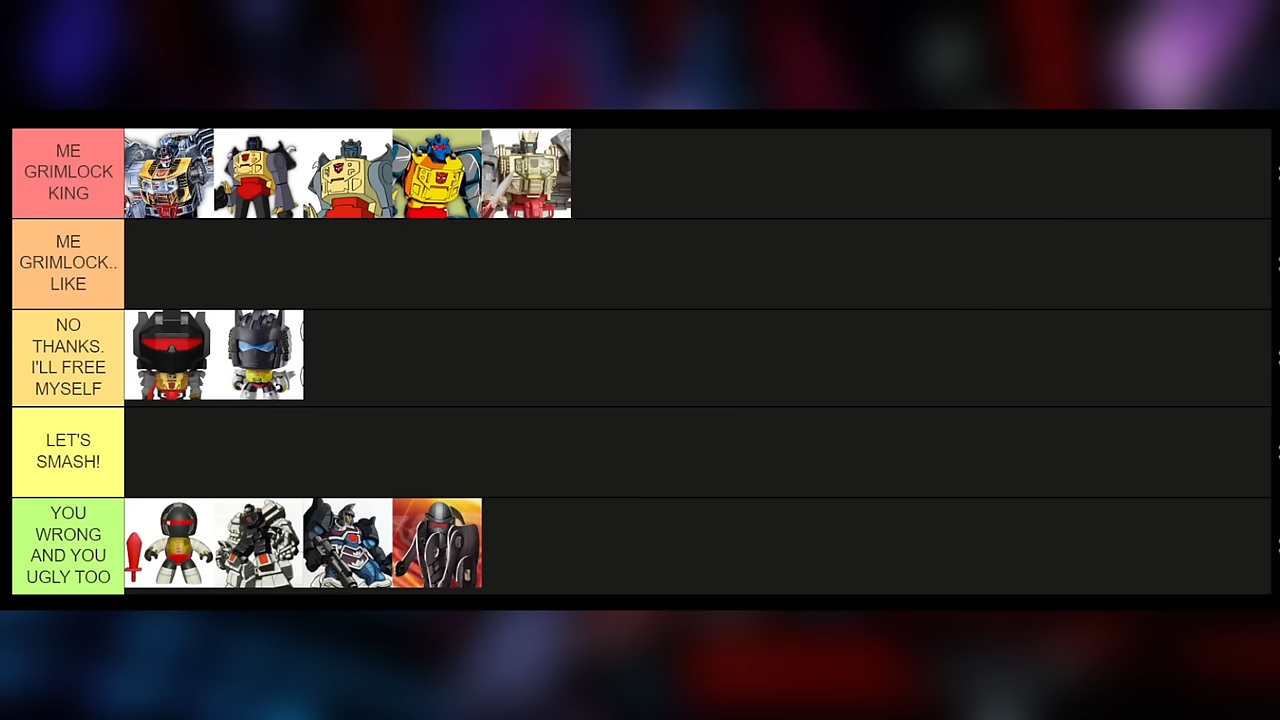 ME
GRIMLOCK
KING
ME
GRIMLOCK..
LIKE
NO
THANKS.
I'LL FREE
MYSELF
LET'S
SMASH!
YOU
WRONG
AND YOU
UGLY TOO